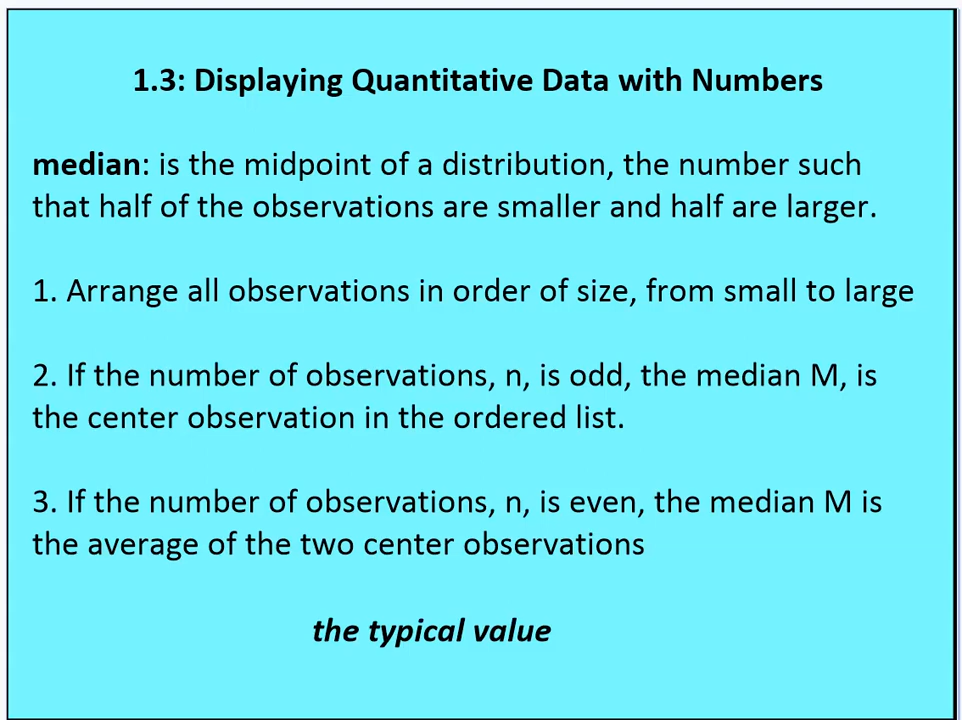 1.3: Displaying Quantitative Data with Numbers
median: is the midpoint of a distribution, the number such
that half of the observations are smaller and half are larger.
1. Arrange all observations in order of size, from small to large
2. If the number of observations, n, is odd, the median M, is
the center observation in the ordered list.
3. If the number of observations, n, is even, the median M is
the average of the two center observations
the typical value